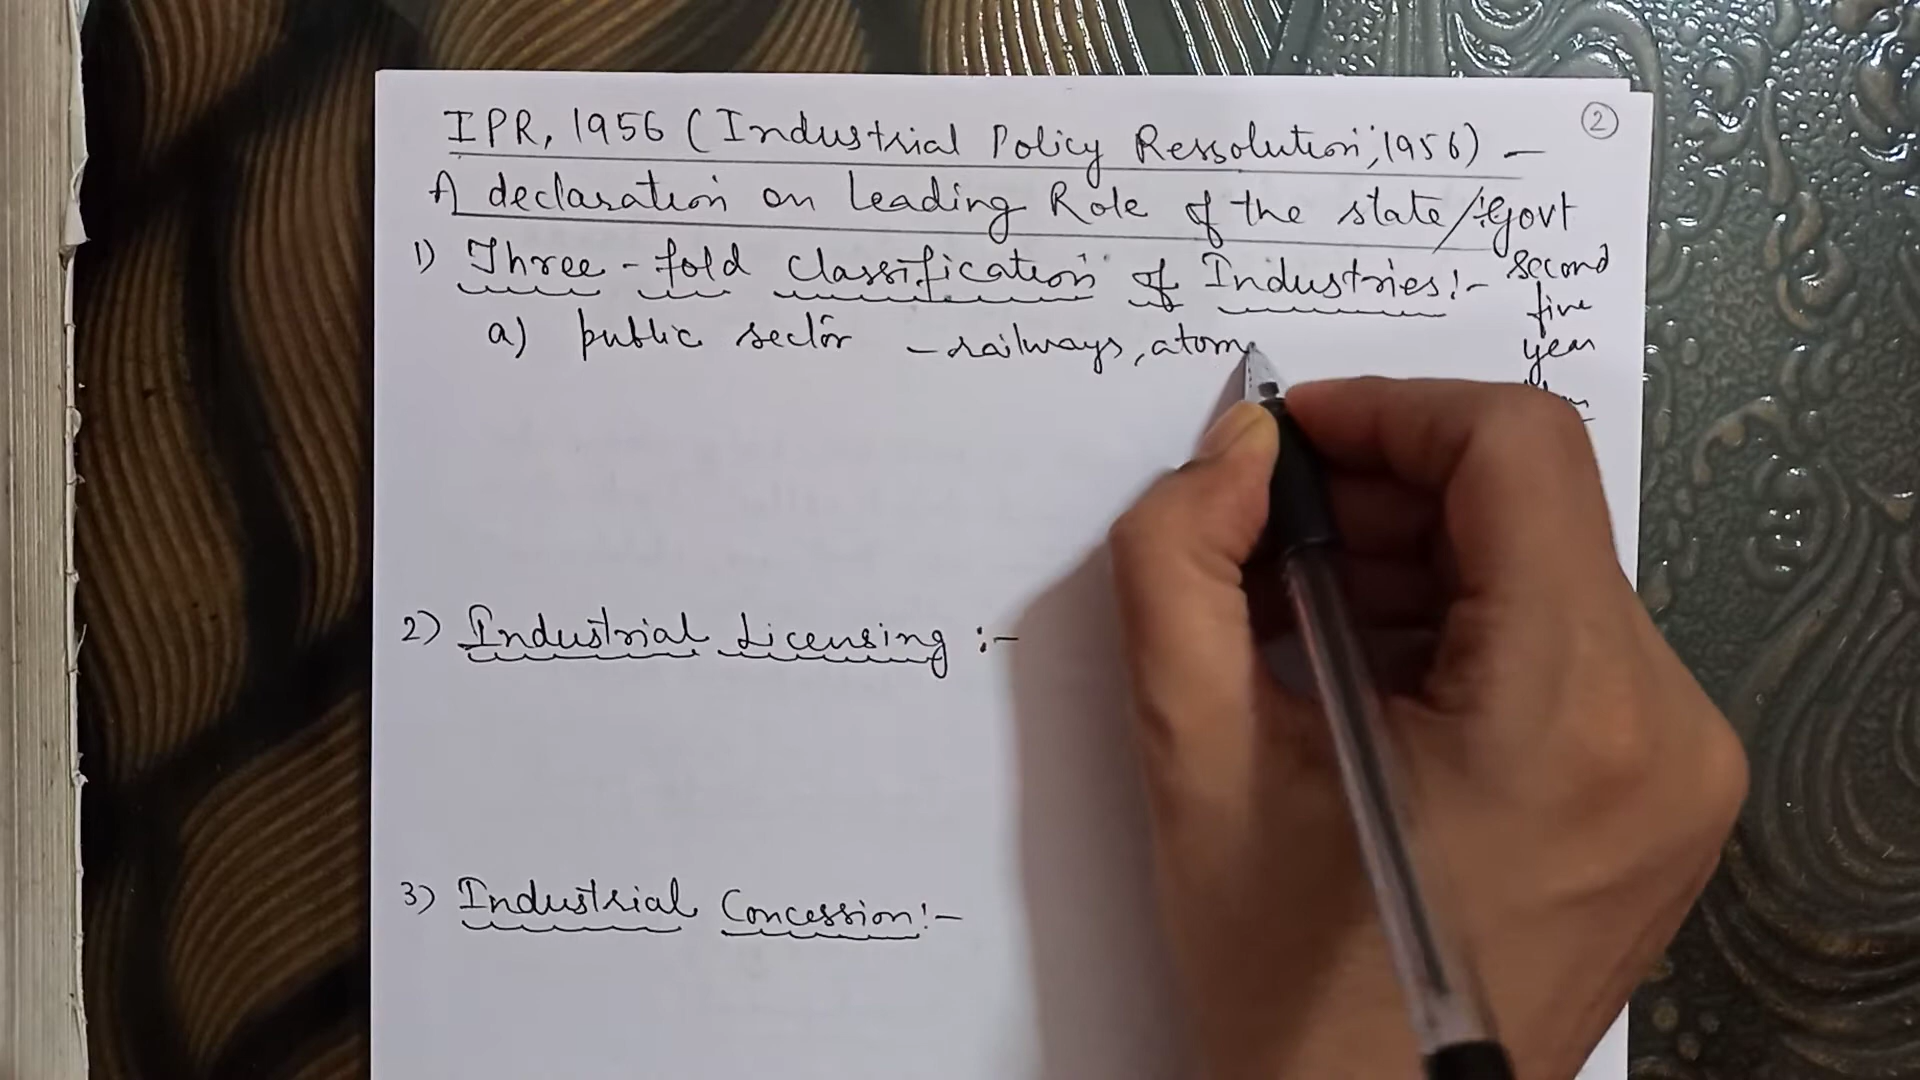 ②
IPR, 1956 (Industrial Policy Ressolution, 1956) —
A declaration on Leading Role of the state/Govt
1) Three-fold classification of Industries:-
second
five
year
a) public sector - railways, atom
2) Industrial Licensing :-
3) Industrial Concession:-